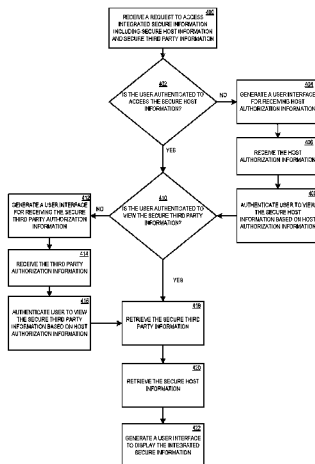 400
RECEIVE A REQUEST TO ACCESS
INTEGRATED SECURE INFORMATION
INCLUDING SECURE HOST INFORMATION
AND SECURE THIRD PARTY INFORMATION
402
IS THE USER AUTHENTICATED TO
ACCESS THE SECURE HOST
INFORMATION?
NO
YES
404
GENERATE A USER INTERFACE
FOR RECEIVING HOST
AUTHORIZATION INFORMATION
406
RECEIVE THE HOST
AUTHORIZATION INFORMATION
AUTHENTICATE USER TO VIEW
THE SECURE HOST
INFORMATION BASED ON HOST
AUTHORIZATION INFORMATION
410
IS THE USER AUTHENTICATED TO
VIEW THE SECURE THIRD PARTY
INFORMATION?
NO
YES
412
GENERATE A USER INTERFACE
FOR RECEIVING THE SECURE
THIRD PARTY AUTHORIZATION
INFORMATION
414
RECEIVE THE THIRD PARTY
AUTHORIZATION INFORMATION
416
AUTHENTICATE USER TO VIEW
THE SECURE THIRD PARTY
INFORMATION BASED ON HOST
AUTHORIZATION INFORMATION
418
RETRIEVE THE SECURE THIRD
PARTY INFORMATION
420
RETRIEVE THE SECURE HOST
INFORMATION
422
GENERATE A USER INTERFACE
TO DISPLAY THE INTEGRATED
SECURE INFORMATION